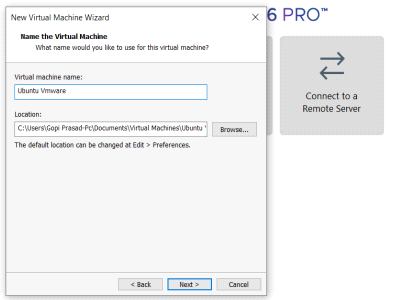 New Virtual Machine Wizard
6 PRO™
Name the Virtual Machine
What name would you like to use for this virtual machine?
Virtual machine name:
Ubuntu Vmware
Location:
C:\Users\Gopi Prasad-Pc\Documents\Virtual Machines\Ubuntu
Browse...
The default location can be changed at Edit > Preferences.
Connect to a
Remote Server
< Back
Next >
Cancel